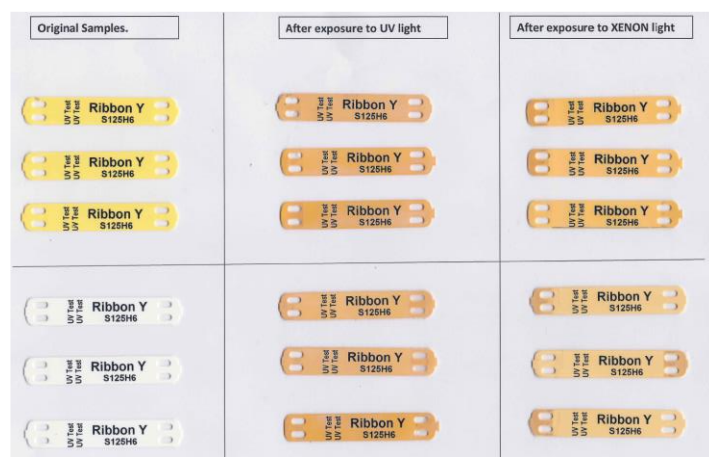 Original Samples.
After exposure to UV light
After exposure to XENON light
UV Test
UV Test
Ribbon Y
S125H6
UV Test
UV Test
Ribbon Y
S125H6
UV Test
UV Test
Ribbon Y
S125H6
UV Test
UV Test
Ribbon Y
S125H6
UV Test
UV Test
Ribbon Y
S125H6
UV Test
UV Test
Ribbon Y
S125H6
UV Test
UV Test
Ribbon Y
S125H6
UV Test
UV Test
Ribbon Y
S125H6
UV Test
UV Test
Ribbon Y
S125H6
UV Test
UV Test
Ribbon Y
S125H6
UV Test
UV Test
Ribbon Y
S125H6
UV Test
UV Test
Ribbon Y
S125H6
UV Test
UV Test
Ribbon Y
S125H6
UV Test
UV Test
Ribbon Y
S125H6
UV Test
UV Test
Ribbon Y
S125H6
UV Test
UV Test
Ribbon Y
S125H6
UV Test
UV Test
Ribbon Y
S125H6
UV Test
UV Test
Ribbon Y
S125H6